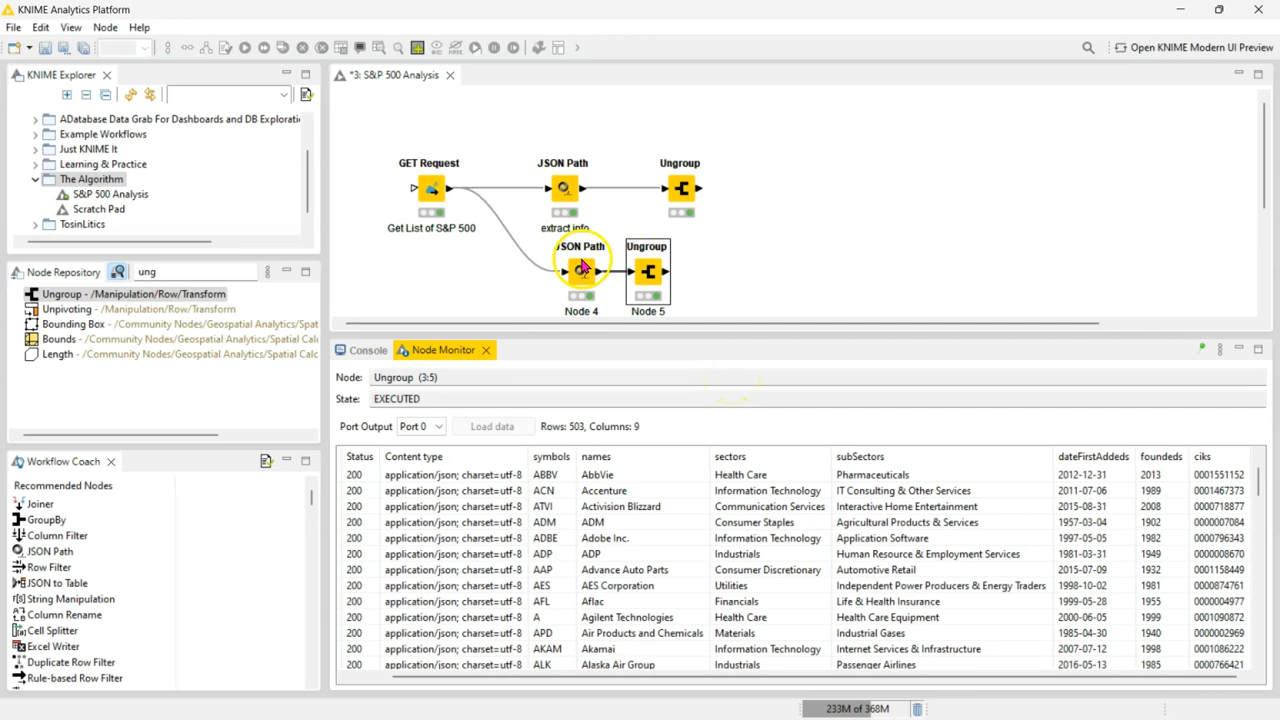 KNIME Analytics Platform
File Edit View Node Help
Open KNIME Modern UI Preview
KNIME Explorer
ADatabase Data Grab For Dashboards and DB Exploratio
Example Workflows
Just KNIME It
Learning & Practice
The Algorithm
S&P 500 Analysis
Scratch Pad
TosinLitics
Node Repository
ung
Ungroup - /Manipulation/Row/Transform
Unpivoting - /Manipulation/Row/Transform
Bounding Box - /Community Nodes/Geospatial Analytics/Spat
Bounds - /Community Nodes/Geospatial Analytics/Spatial Calc
Length - /Community Nodes/Geospatial Analytics/Spatial Calc
Workflow Coach
Recommended Nodes
Joiner
GroupBy
Column Filter
JSON Path
Row Filter
JSON to Table
String Manipulation
Column Rename
Cell Splitter
Excel Writer
Duplicate Row Filter
Rule-based Row Filter
*3: S&P 500 Analysis
GET Request JSON Path Ungroup
Get List of S&P 500 extract info
JSON Path Ungroup
Node 4 Node 5
Console Node Monitor
Node: Ungroup (3:5)
State: EXECUTED
Port Output Port 0 Load data Rows: 503, Columns: 9
Status Content type symbols names sectors subSectors dateFirstAddeds foundeds ciks
200 application/json; charset=utf-8 ABBV AbbVie Health Care Pharmaceuticals 2012-12-31 2013 0001551152
200 application/json; charset=utf-8 ACN Accenture Information Technology IT Consulting & Other Services 2011-07-06 1989 0001467373
200 application/json; charset=utf-8 ATVI Activision Blizzard Communication Services Interactive Home Entertainment 2015-08-31 2008 0000718877
200 application/json; charset=utf-8 ADM ADM Consumer Staples Agricultural Products & Services 1957-03-04 1902 0000007084
200 application/json; charset=utf-8 ADBE Adobe Inc. Information Technology Application Software 1997-05-05 1982 0000796343
200 application/json; charset=utf-8 ADP ADP Industrials Human Resource & Employment Services 1981-03-31 1949 0000008670
200 application/json; charset=utf-8 AAP Advance Auto Parts Consumer Discretionary Automotive Retail 2015-07-09 1932 0001158449
200 application/json; charset=utf-8 AES AES Corporation Utilities Independent Power Producers & Energy Traders 1998-10-02 1981 0000874761
200 application/json; charset=utf-8 AFL Aflac Financials Life & Health Insurance 1999-05-28 1955 0000004977
200 application/json; charset=utf-8 A Agilent Technologies Health Care Health Care Equipment 2000-06-05 1999 0001090872
200 application/json; charset=utf-8 APD Air Products and Chemicals Materials Industrial Gases 1985-04-30 1940 0000002969
200 application/json; charset=utf-8 AKAM Akamai Information Technology Internet Services & Infrastructure 2007-07-12 1998 0001086222
200 application/json; charset=utf-8 ALK Alaska Air Group Industrials Passenger Airlines 2016-05-13 1985 0000766421
233M of 368M